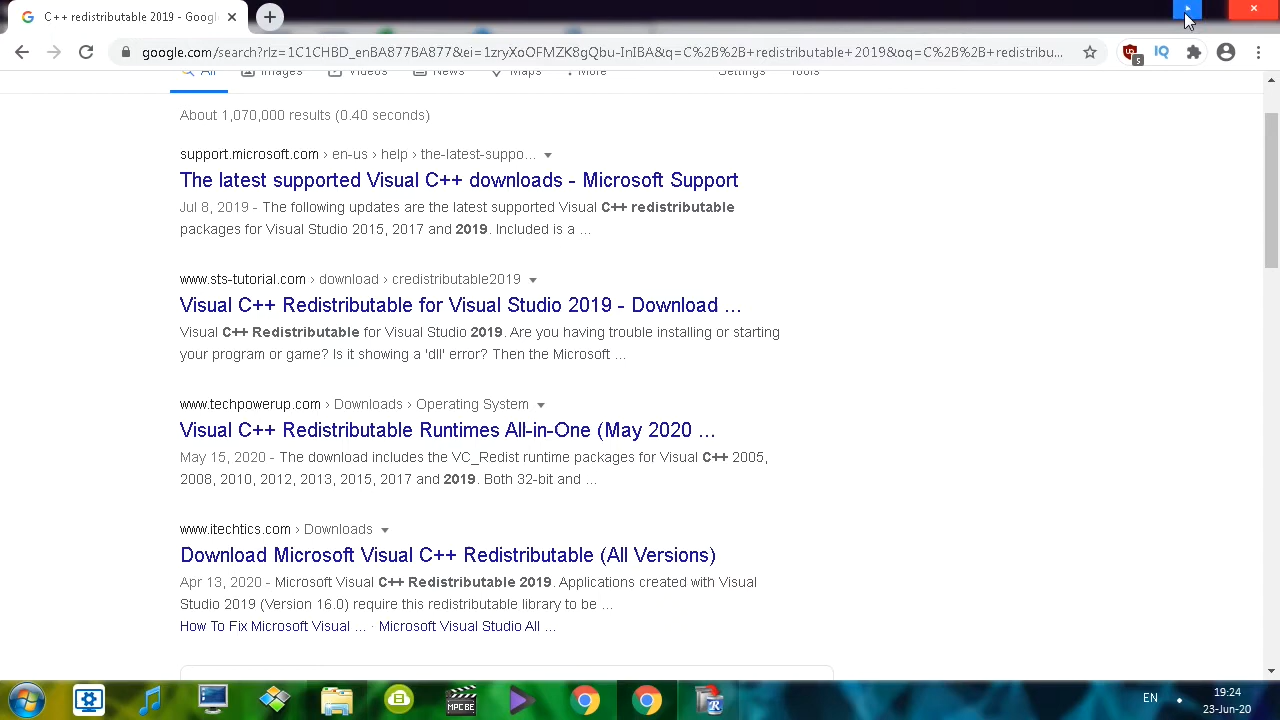 C++ redistributable 2019 - Googl
google.com/search?rlz=1C1CHBD_enBA877BA877&ei=1zryXoOFMZK8gQbu-InIBA&q=C%2B%2B+redistributable+2019&oq=C%2B%2B+redistribu...
5
IQ
All Images Videos News Maps More Settings Tools
About 1,070,000 results (0.40 seconds)
support.microsoft.com › en-us › help › the-latest-suppo...
The latest supported Visual C++ downloads - Microsoft Support
Jul 8, 2019 - The following updates are the latest supported Visual C++ redistributable
packages for Visual Studio 2015, 2017 and 2019. Included is a ...
www.sts-tutorial.com › download › credistributable2019
Visual C++ Redistributable for Visual Studio 2019 - Download ...
Visual C++ Redistributable for Visual Studio 2019. Are you having trouble installing or starting
your program or game? Is it showing a 'dll' error? Then the Microsoft ...
www.techpowerup.com › Downloads › Operating System
Visual C++ Redistributable Runtimes All-in-One (May 2020 ...
May 15, 2020 - The download includes the VC_Redist runtime packages for Visual C++ 2005,
2008, 2010, 2012, 2013, 2015, 2017 and 2019. Both 32-bit and ...
www.itechtics.com › Downloads
Download Microsoft Visual C++ Redistributable (All Versions)
Apr 13, 2020 - Microsoft Visual C++ Redistributable 2019. Applications created with Visual
Studio 2019 (Version 16.0) require this redistributable library to be ...
How To Fix Microsoft Visual ... · Microsoft Visual Studio All ...
MPC BE
EN
19:24
23-Jun-20